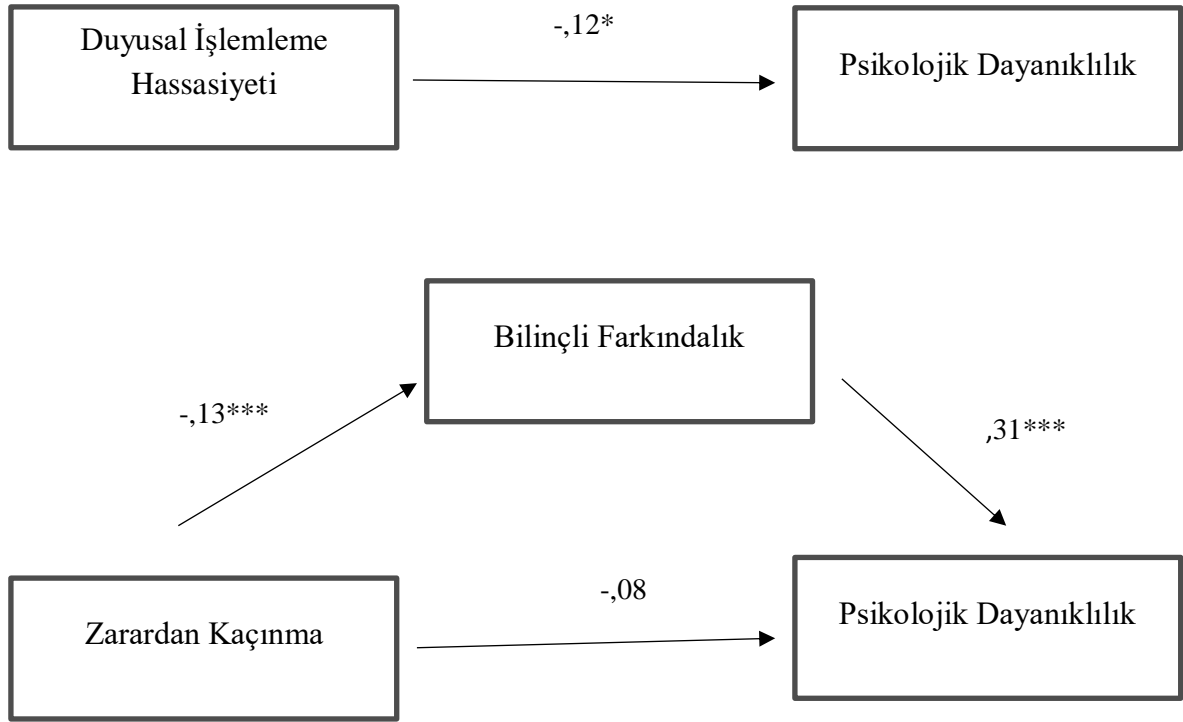 -,12*
Duyusal İşlemleme
Hassasiyeti
Psikolojik Dayanıklılık
Bilinçli Farkındalık
-,13***
,31***
Zarardan Kaçınma
-,08
Psikolojik Dayanıklılık